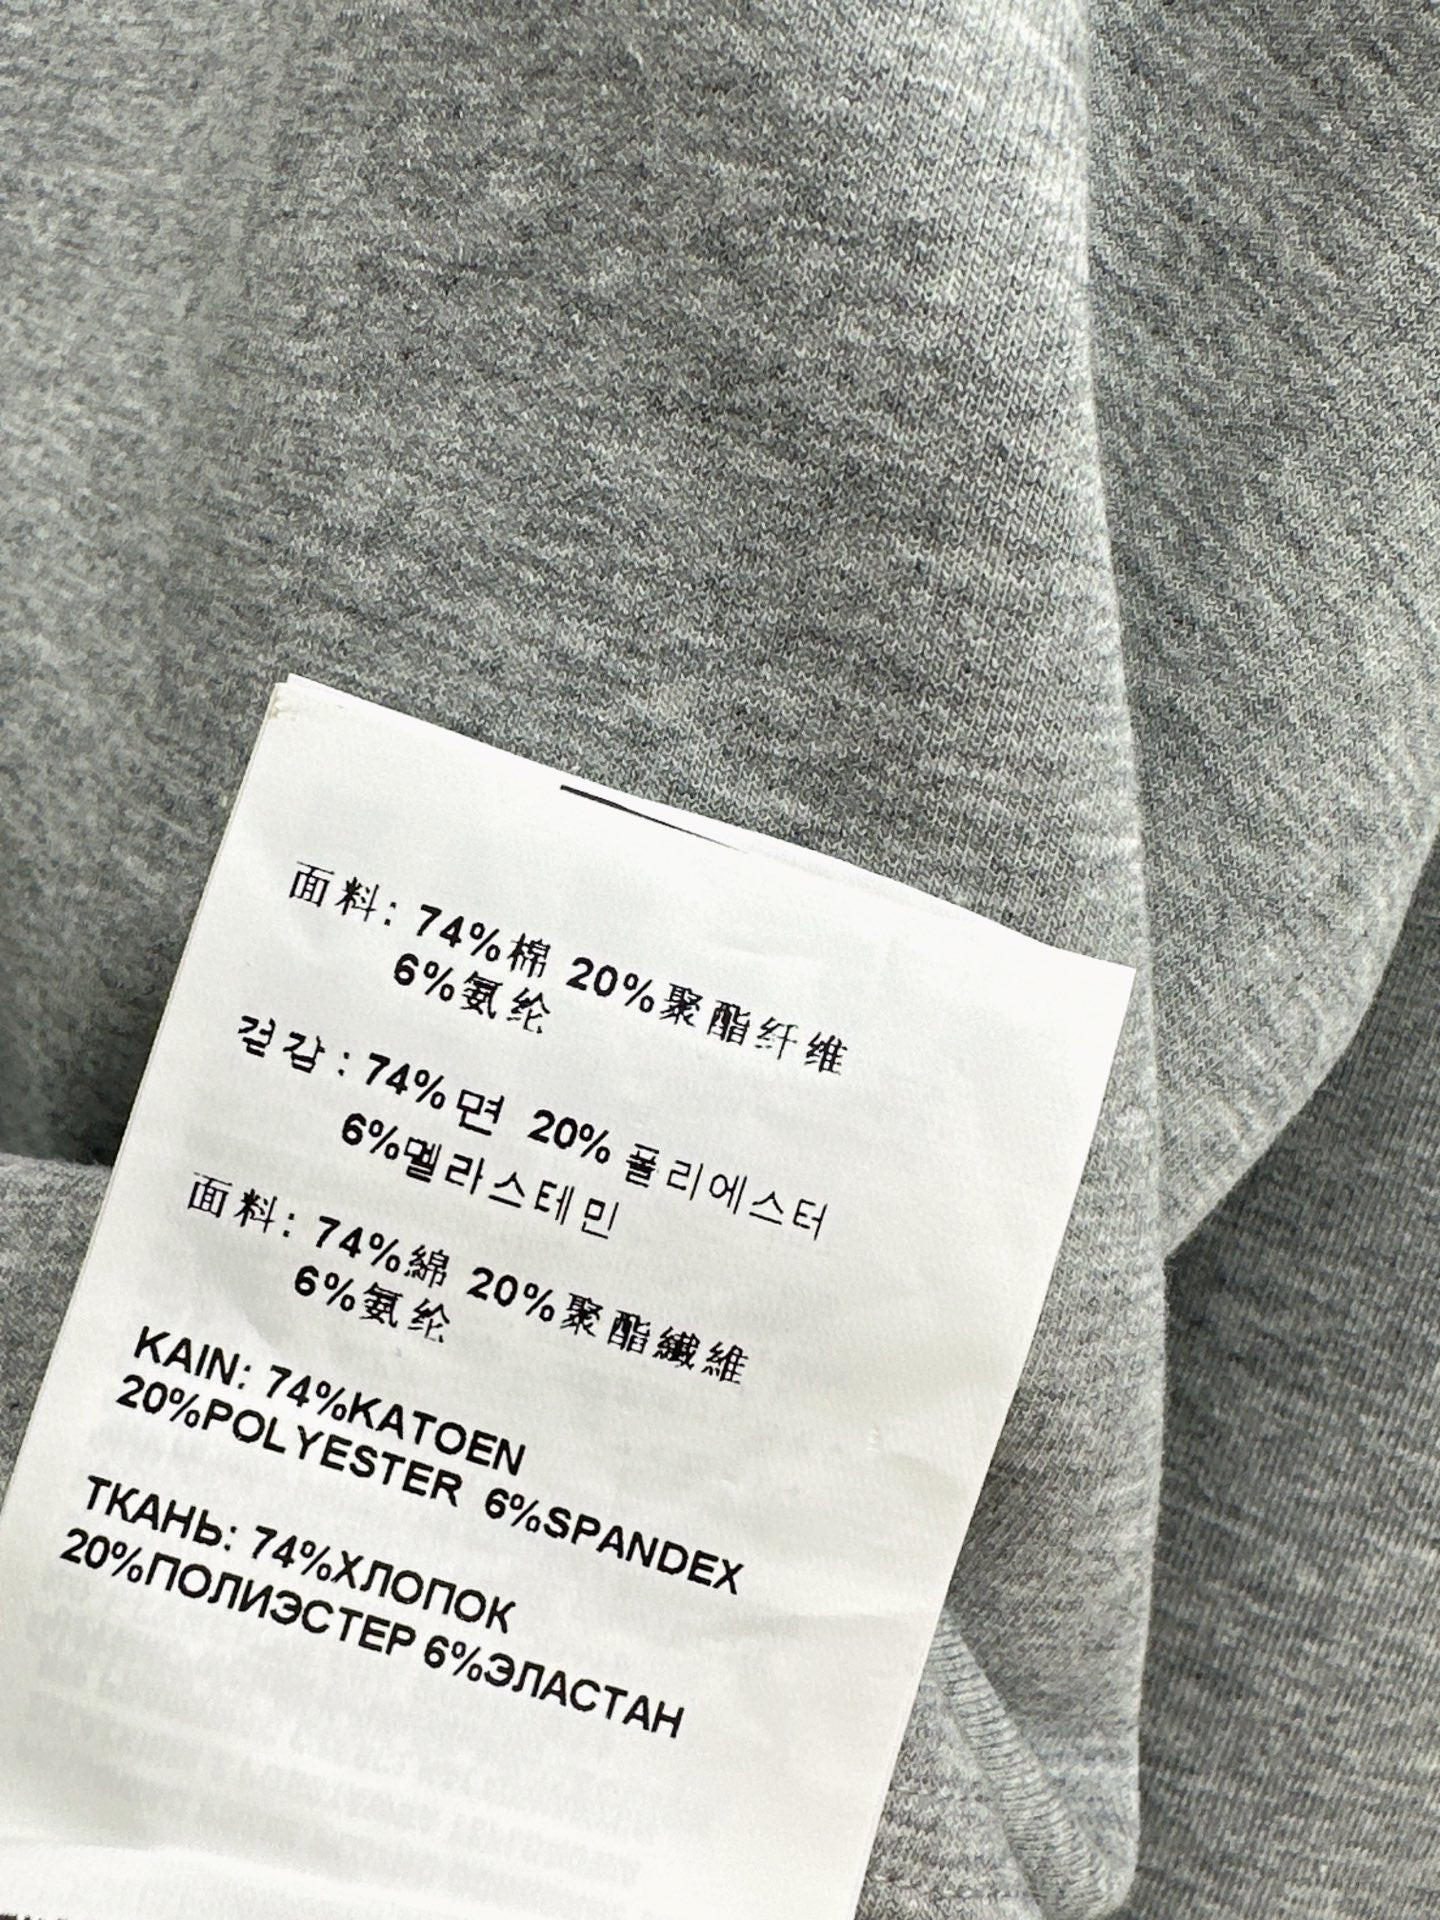 面料: 74%棉 20%聚酯纤维
6%氨纶
겉감: 74%면 20%폴리에스터
6%멜라스테민
面料: 74%綿 20%聚酯纖維
6%氨纶
KAIN: 74%KATOEN
20%POLYESTER 6%SPANDEX
ТКАНЬ: 74%ХЛОПОК
20%ПОЛИЭСТЕР 6%ЭЛАСТАН